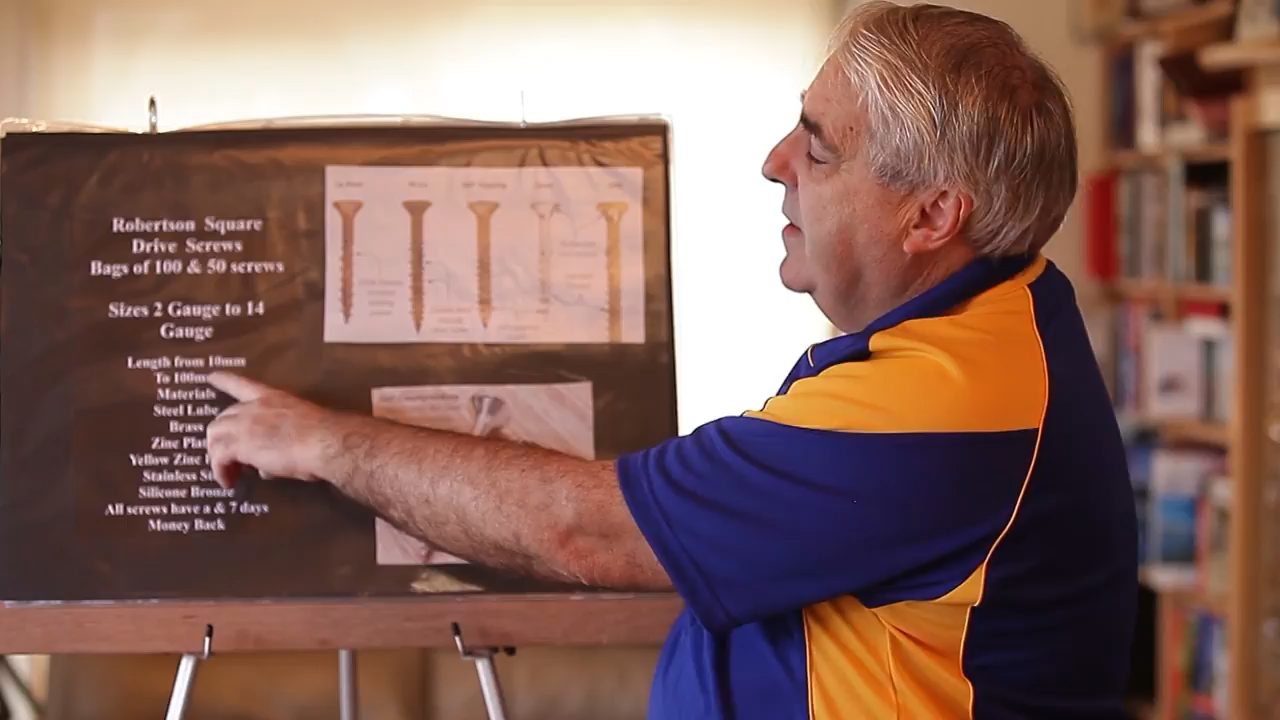 Robertson Square
Drive Screws
Bags of 100 & 50 screws
Sizes 2 Gauge to 14
Gauge
Length from 10mm
To 100m
Materials
Steel Lube
Brass
Zinc Plat
Yellow Zinc
Stainless St
Silicone Bronze
All screws have a & 7 days
Money Back